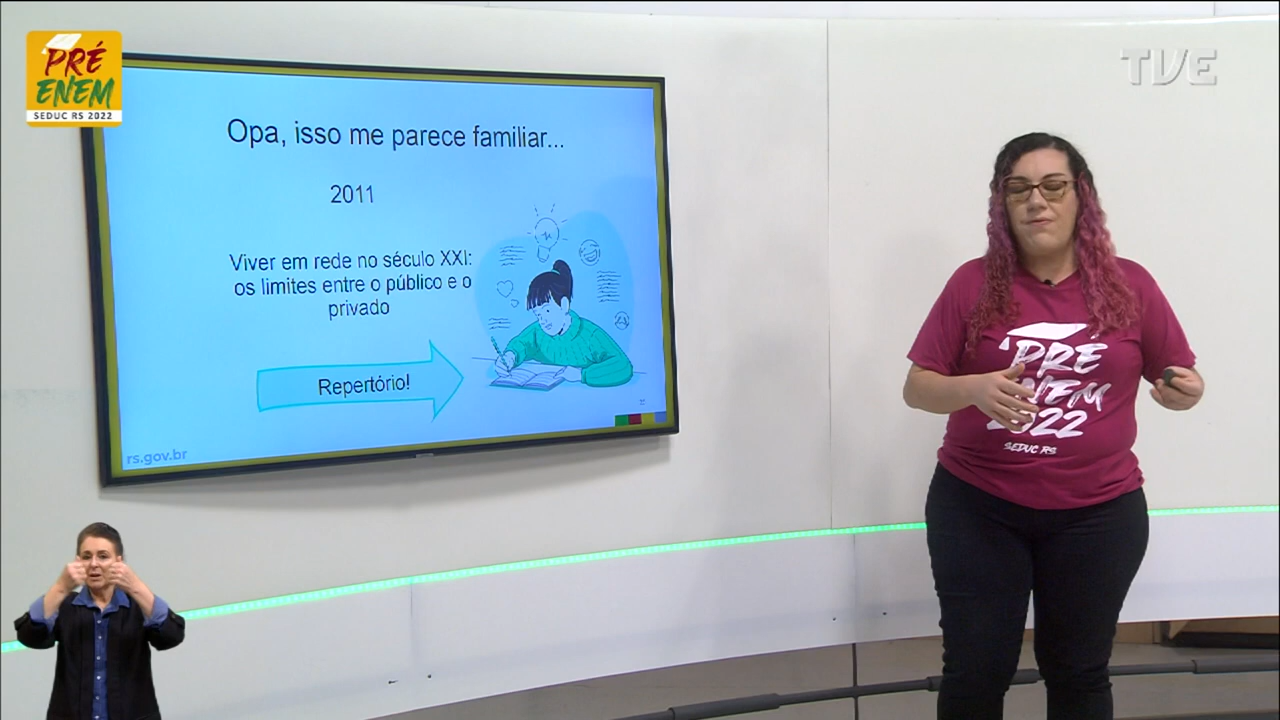 PRÉ
ENEM
SEDUC RS 2022
TVE
Opa, isso me parece familiar...
2011
Viver em rede no século XXI:
os limites entre o público e o
privado
Repertório!
rs.gov.br
PRÉ
ENEM
2022
SEDUC RS